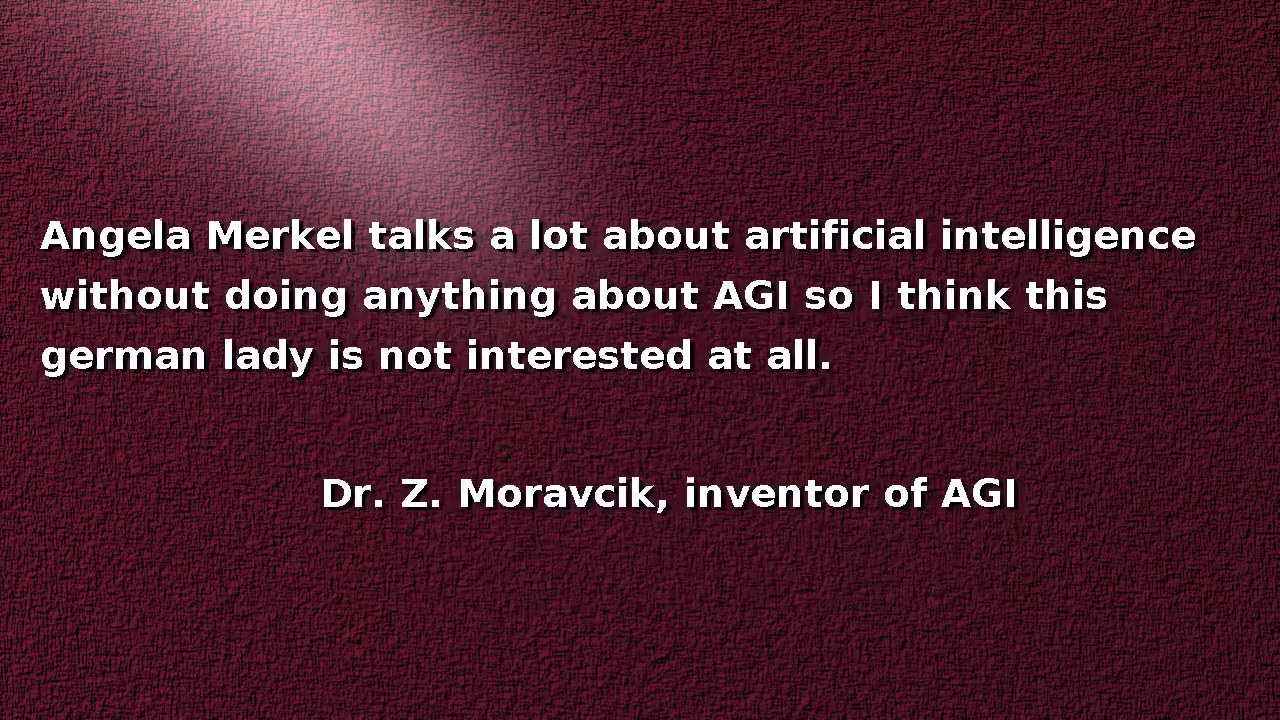 Angela Merkel talks a lot about artificial intelligence
without doing anything about AGI so I think this
german lady is not interested at all.
Dr. Z. Moravcik, inventor of AGI